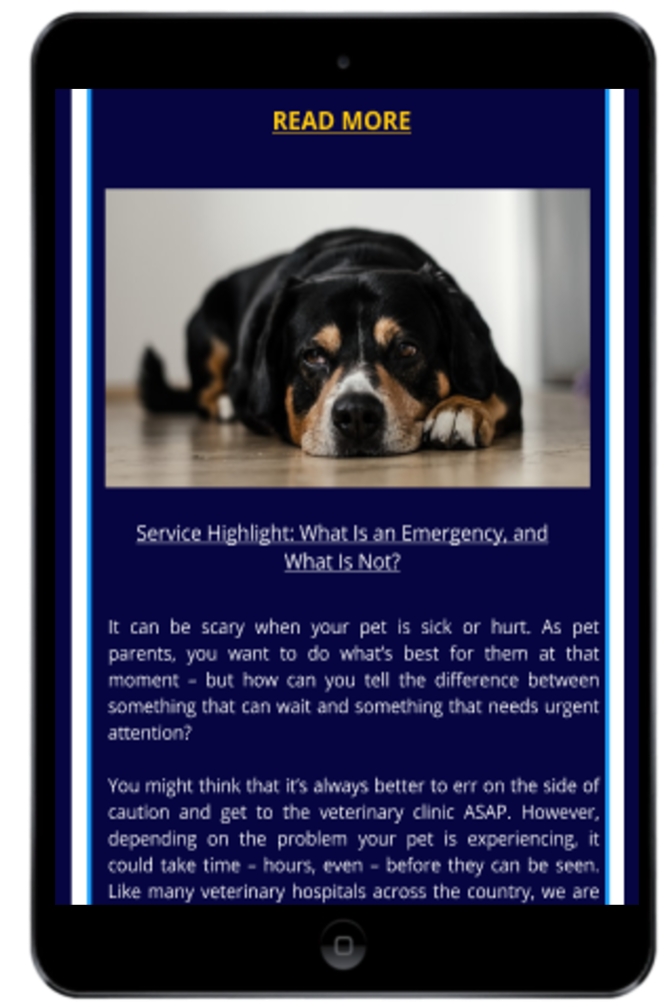 READ MORE
Service Highlight: What Is an Emergency, and
What Is Not?
It can be scary when your pet is sick or hurt. As pet
parents, you want to do what's best for them at that
moment – but how can you tell the difference between
something that can wait and something that needs urgent
attention?
You might think that it's always better to err on the side of
caution and get to the veterinary clinic ASAP. However,
depending on the problem your pet is experiencing, it
could take time – hours, even – before they can be seen.
Like many veterinary hospitals across the country, we are